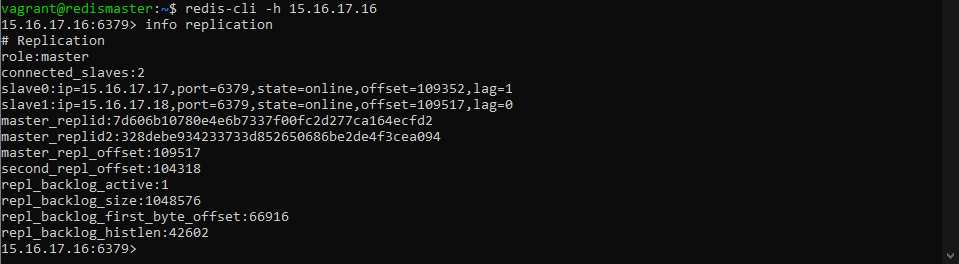 vagrant@redismaster:~$ redis-cli -h 15.16.17.16
15.16.17.16:6379> info replication
# Replication
role:master
connected_slaves:2
slave0:ip=15.16.17.17,port=6379,state=online,offset=109352,lag=1
slave1:ip=15.16.17.18,port=6379,state=online,offset=109517,lag=0
master_replid:7d606b10780e4e6b7337f00fc2d277ca164ecfd2
master_replid2:328debe934233733d852650686be2de4f3cea094
master_repl_offset:109517
second_repl_offset:104318
repl_backlog_active:1
repl_backlog_size:1048576
repl_backlog_first_byte_offset:66916
repl_backlog_histlen:42602
15.16.17.16:6379>